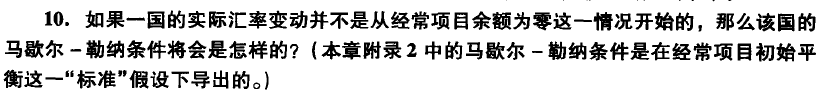 10. 如果一国的实际汇率变动并不是从经常项目余额为零这一情况开始的，那么该国的
马歇尔－勒纳条件将会是怎样的？（本章附录 2 中的马歇尔－勒纳条件是在经常项目初始平
衡这一“标准”假设下导出的。）